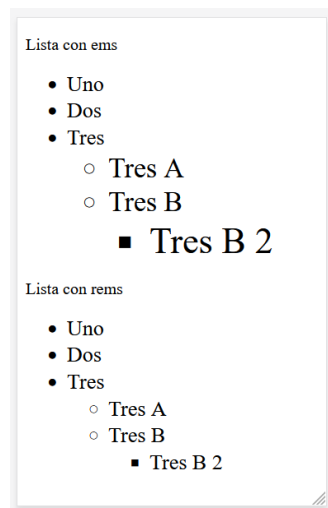 Lista con ems
Uno
Dos
Tres
Tres A
Tres B
Tres B 2
Lista con rems
Uno
Dos
Tres
Tres A
Tres B
Tres B 2